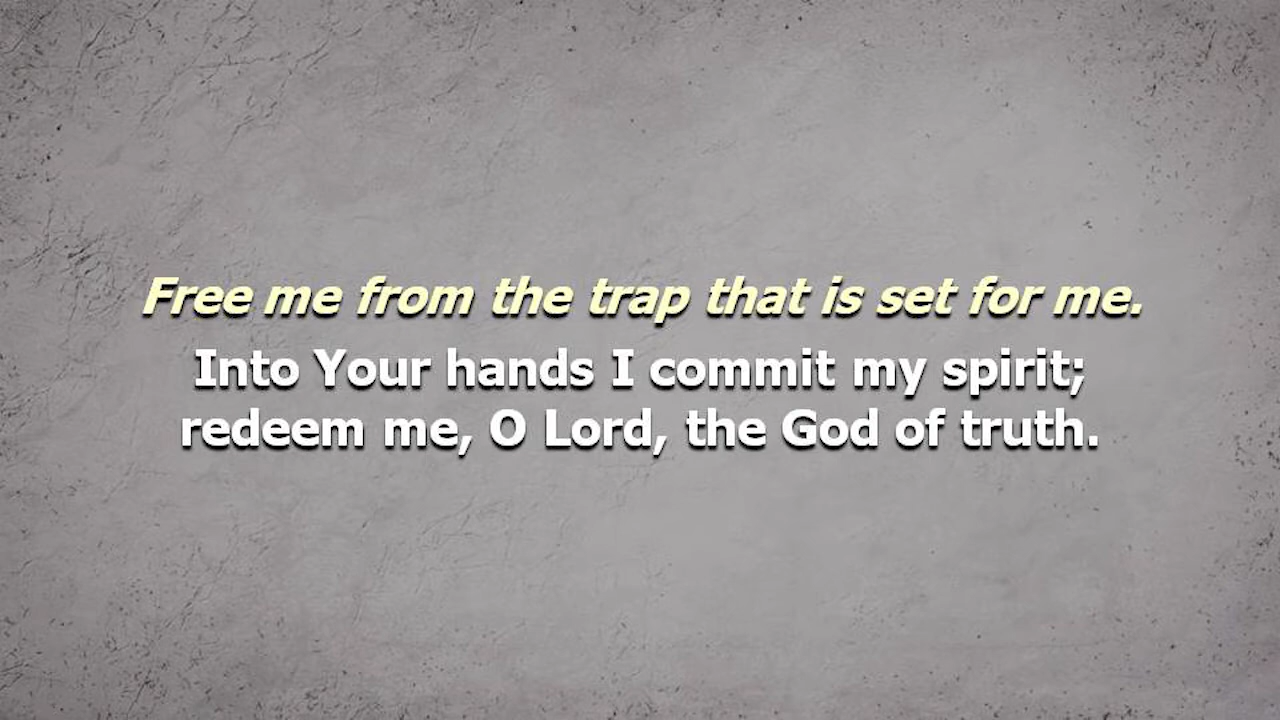 Free me from the trap that is set for me.
Into Your hands I commit my spirit;
redeem me, O Lord, the God of truth.